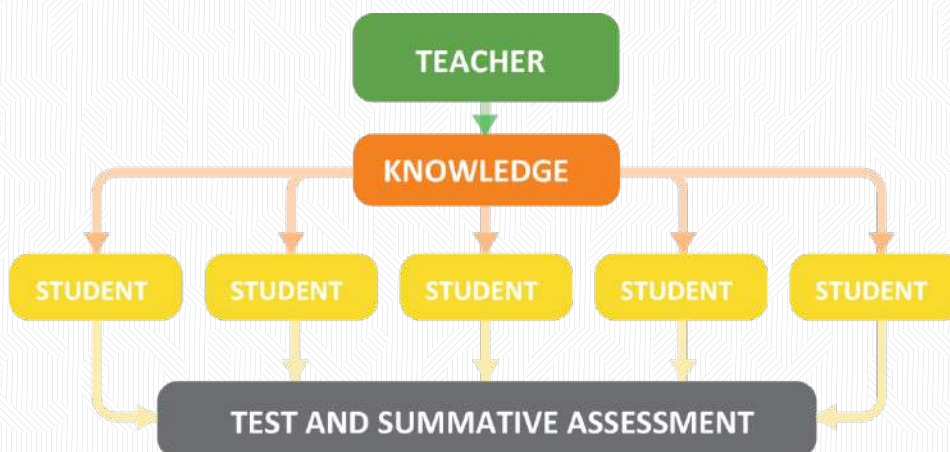 TEACHER
KNOWLEDGE
STUDENT
STUDENT
STUDENT
STUDENT
STUDENT
TEST AND SUMMATIVE ASSESSMENT